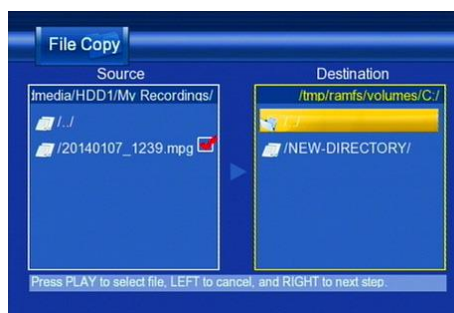 File Copy
Source
Destination
lmedia/HDD1/My Recordings/
/tmp/ramfs/volumes/C:/
/../
/../
/20140107_1239.mpg
/NEW-DIRECTORY/
Press PLAY to select file, LEFT to cancel, and RIGHT to next step.